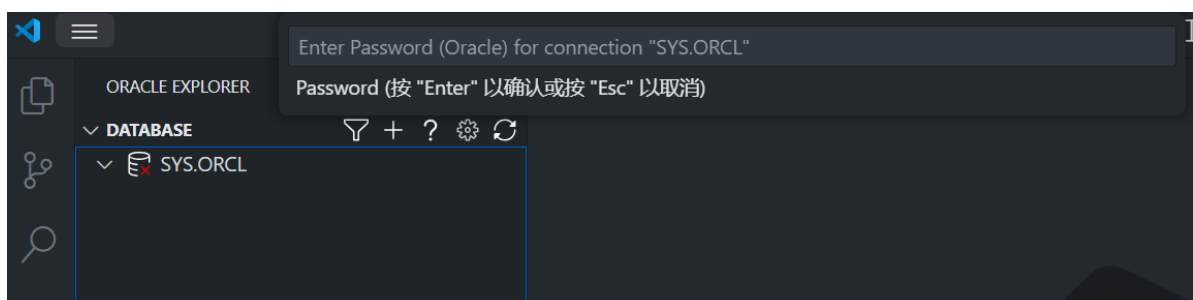 Enter Password (Oracle) for connection "SYS.ORCL"
Password (按 "Enter" 以确认或按 "Esc" 以取消)
ORACLE EXPLORER
DATABASE
SYS.ORCL